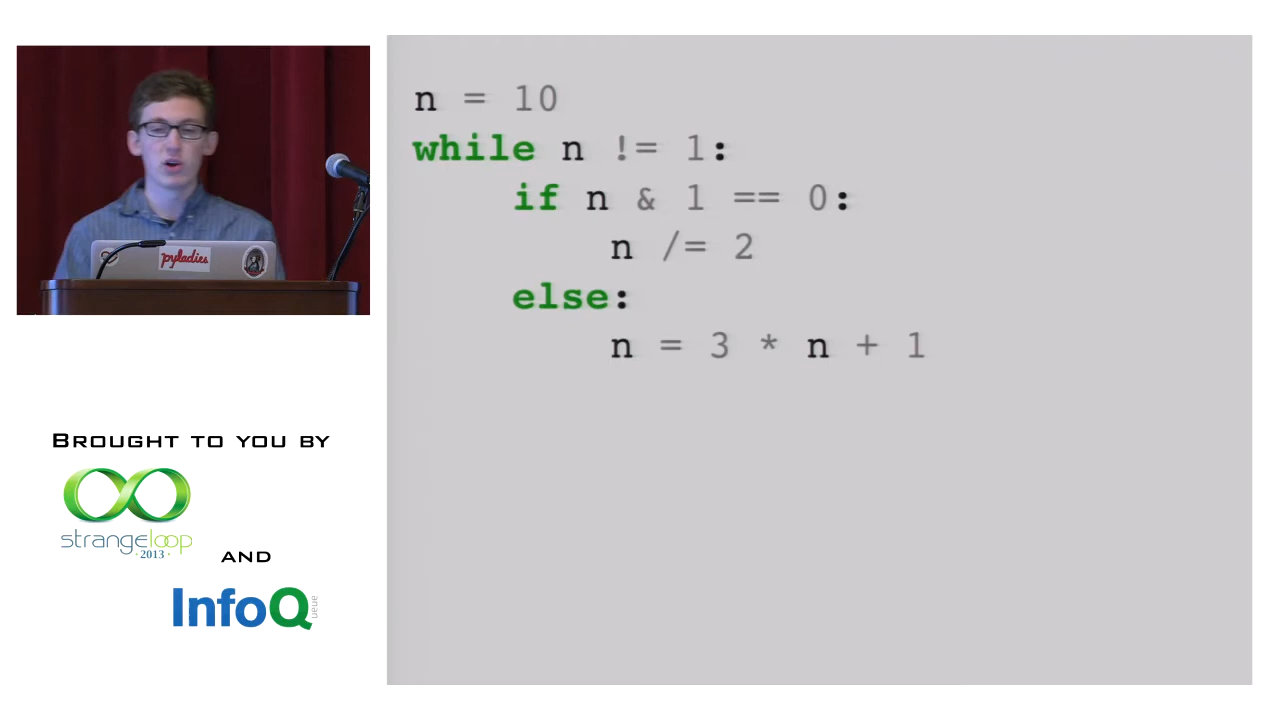 n = 10
while n != 1:
    if n & 1 == 0:
        n /= 2
    else:
        n = 3 * n + 1
pyladies
BROUGHT TO YOU BY
strangeloop
· 2013 ·
AND
InfoQ